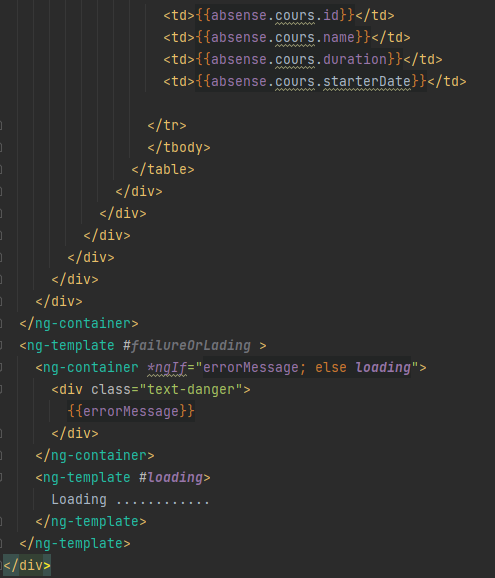 <td>{{absense.cours.id}}</td>
<td>{{absense.cours.name}}</td>
<td>{{absense.cours.duration}}</td>
<td>{{absense.cours.starterDate}}</td>
</tr>
</tbody>
</table>
</div>
</div>
</div>
</div>
</div>
</div>
</ng-container>
<ng-template #failureOrLading >
<ng-container *ngIf="errorMessage; else loading">
<div class="text-danger">
{{errorMessage}}
</div>
</ng-container>
<ng-template #loading>
Loading ............
</ng-template>
</ng-template>
</div>